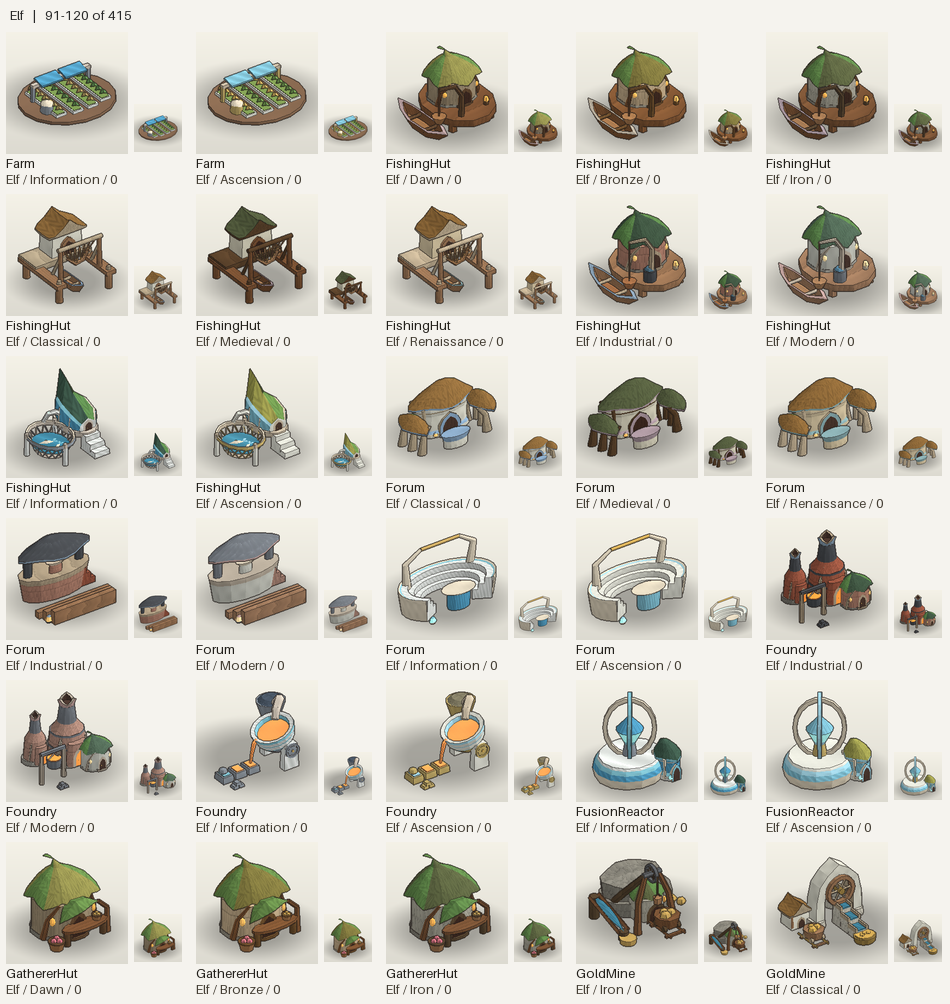 Elf | 91-120 of 415
Farm
Elf / Information / 0
Farm
Elf / Ascension / 0
FishingHut
Elf / Dawn / 0
FishingHut
Elf / Bronze / 0
FishingHut
Elf / Iron / 0
FishingHut
Elf / Classical / 0
FishingHut
Elf / Medieval / 0
FishingHut
Elf / Renaissance / 0
FishingHut
Elf / Industrial / 0
FishingHut
Elf / Modern / 0
FishingHut
Elf / Information / 0
FishingHut
Elf / Ascension / 0
Forum
Elf / Classical / 0
Forum
Elf / Medieval / 0
Forum
Elf / Renaissance / 0
Forum
Elf / Industrial / 0
Forum
Elf / Modern / 0
Forum
Elf / Information / 0
Forum
Elf / Ascension / 0
Foundry
Elf / Industrial / 0
Foundry
Elf / Modern / 0
Foundry
Elf / Information / 0
Foundry
Elf / Ascension / 0
FusionReactor
Elf / Information / 0
FusionReactor
Elf / Ascension / 0
GathererHut
Elf / Dawn / 0
GathererHut
Elf / Bronze / 0
GathererHut
Elf / Iron / 0
GoldMine
Elf / Iron / 0
GoldMine
Elf / Classical / 0